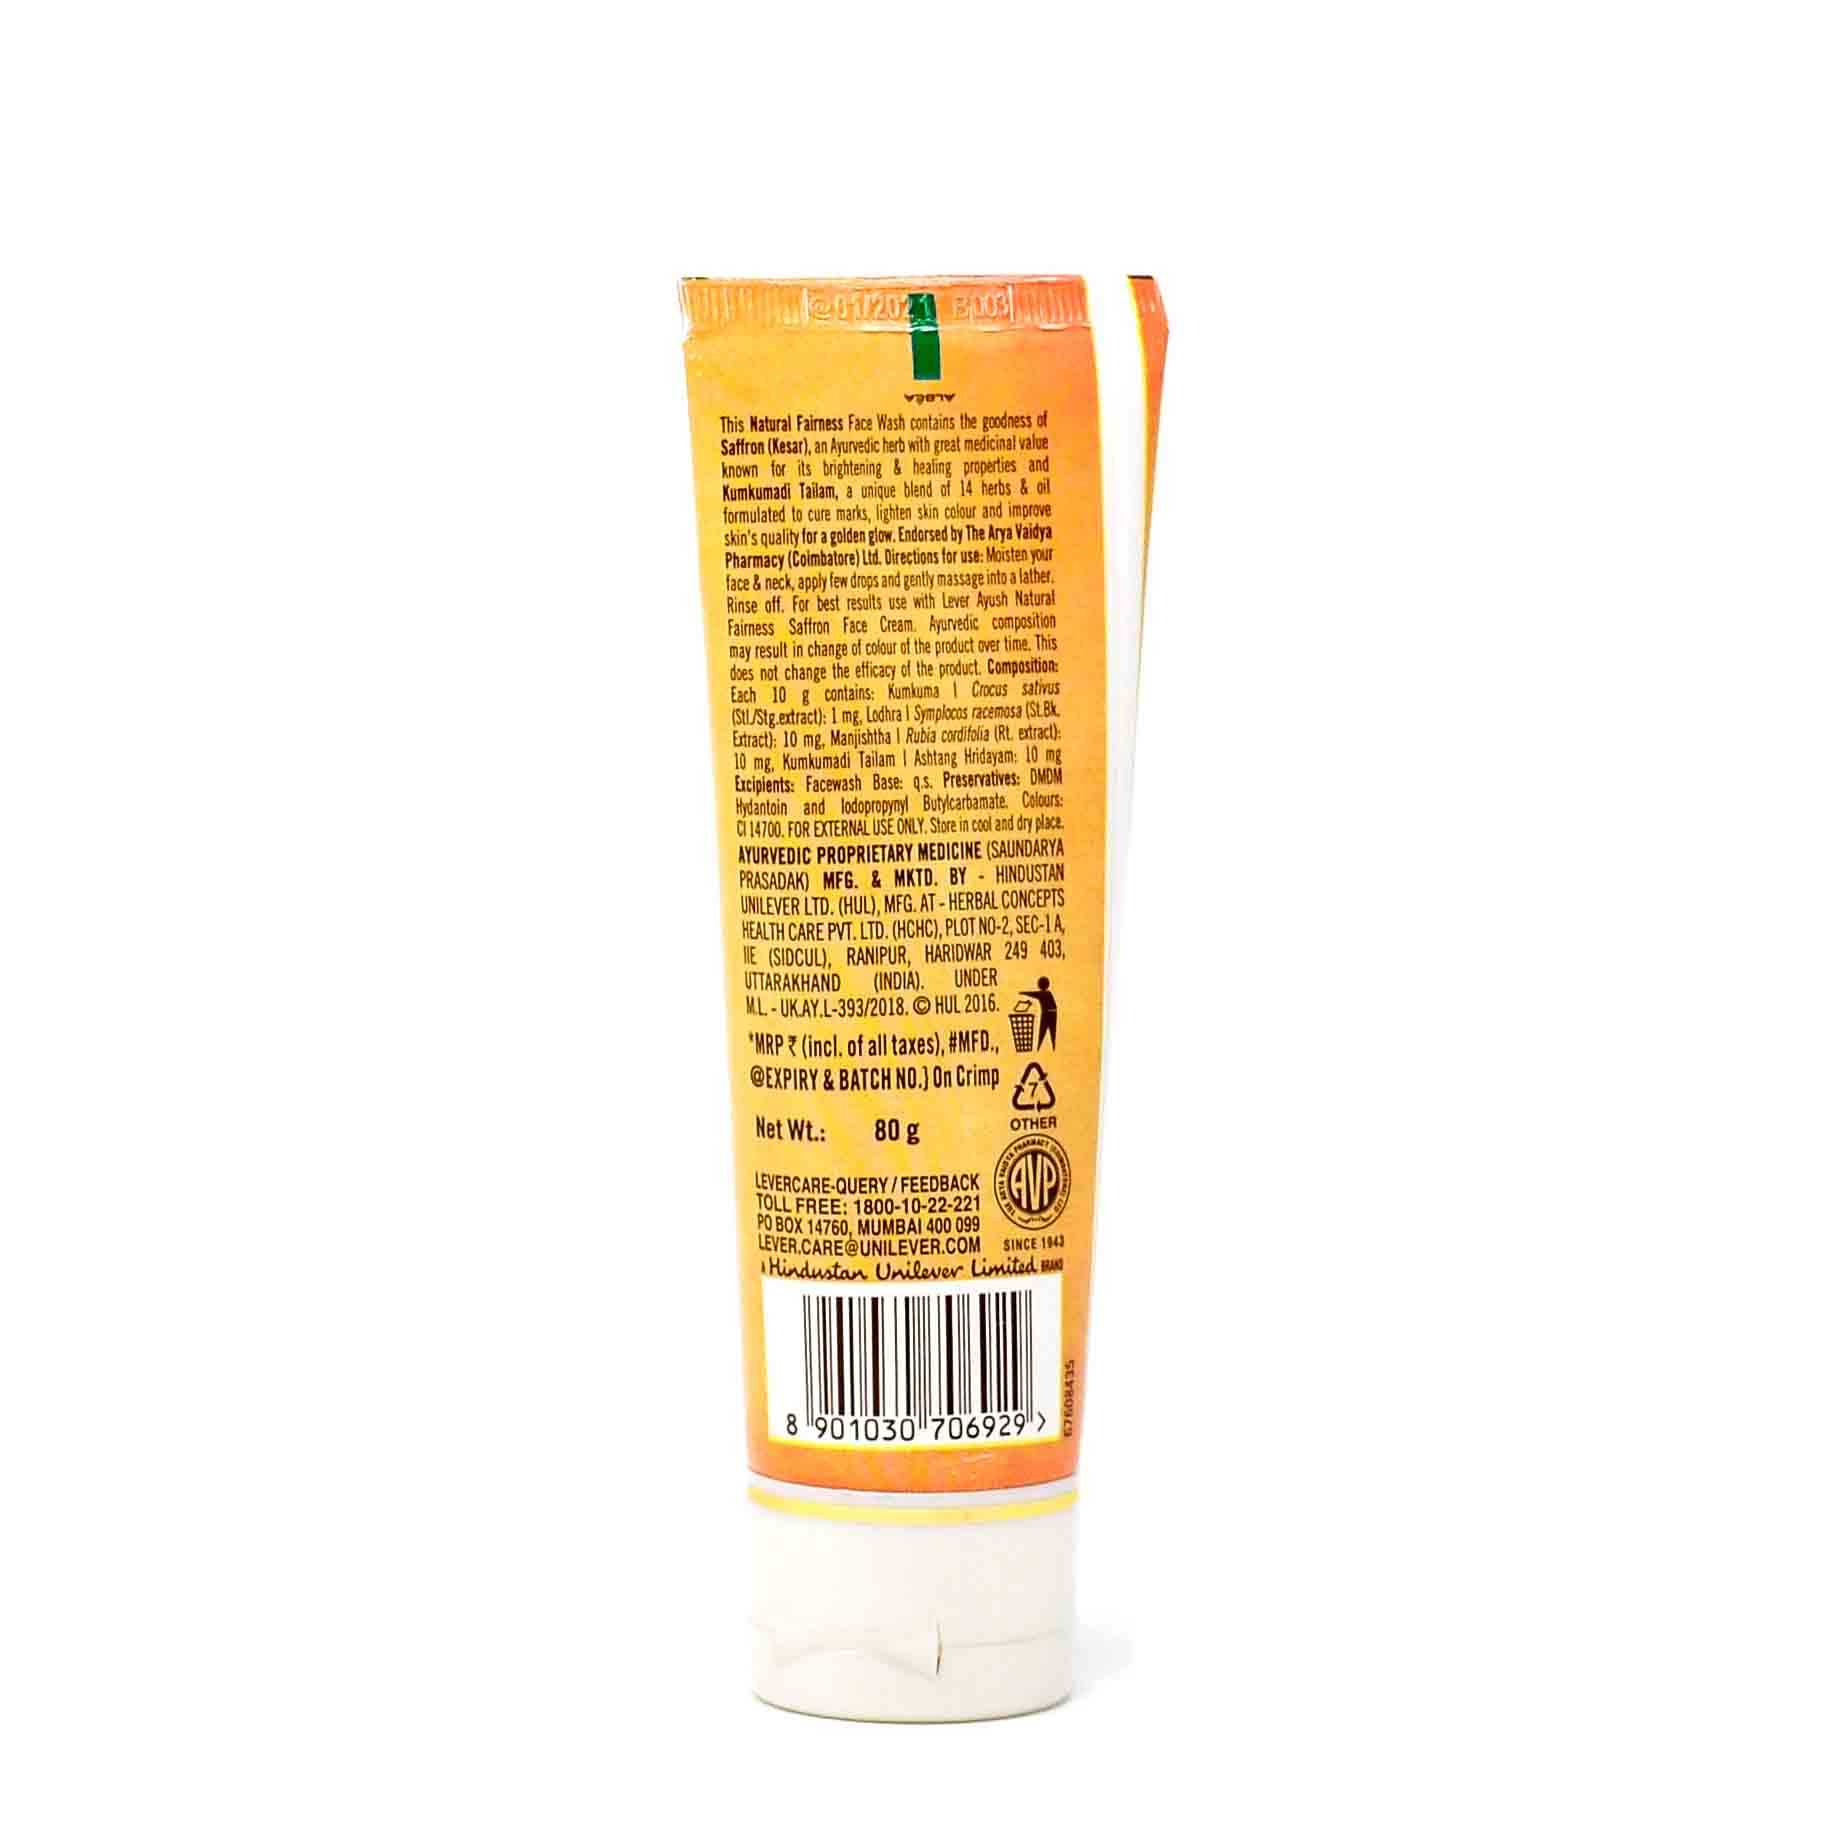 @01/2021 B003
This Natural Fairness Face Wash contains the goodness of
Saffron (Kesar), an Ayurvedic herb with great medicinal value
known for its brightening & healing properties and
Kumkumadi Tailam, a unique blend of 14 herbs & oil
formulated to cure marks, lighten skin colour and improve
skin's quality for a golden glow. Endorsed by The Arya Vaidya
Pharmacy (Coimbatore) Ltd. Directions for use: Moisten your
face & neck, apply few drops and gently massage into a lather.
Rinse off. For best results use with Lever Ayush Natural
Fairness Saffron Face Cream. Ayurvedic composition
may result in change of colour of the product over time. This
does not change the efficacy of the product. Composition:
Each 10 g contains: Kumkuma | Crocus sativus
(Stl./Stg.extract): 1 mg, Lodhra | Symplocos racemosa (St.Bk.
Extract): 10 mg, Manjishtha | Rubia cordifolia (Rt. extract):
10 mg, Kumkumadi Tailam | Ashtang Hridayam: 10 mg
Excipients: Facewash Base: q.s. Preservatives: DMDM
Hydantoin and Iodopropynyl Butylcarbamate. Colours:
CI 14700. FOR EXTERNAL USE ONLY. Store in cool and dry place.
AYURVEDIC PROPRIETARY MEDICINE (SAUNDARYA
PRASADAK) MFG. & MKTD. BY - HINDUSTAN
UNILEVER LTD. (HUL), MFG. AT - HERBAL CONCEPTS
HEALTH CARE PVT. LTD. (HCHC), PLOT NO-2, SEC-1A,
IIE (SIDCUL), RANIPUR, HARIDWAR 249 403,
UTTARAKHAND (INDIA). UNDER
M.L. - UK.AY.L-393/2018. © HUL 2016.
*MRP ₹ (incl. of all taxes), #MFD.,
@EXPIRY & BATCH NO.} On Crimp
7
OTHER
Net Wt.: 80 g
AVP
SINCE 1943
LEVERCARE-QUERY / FEEDBACK
TOLL FREE: 1800-10-22-221
PO BOX 14760, MUMBAI 400 099
LEVER.CARE@UNILEVER.COM
A Hindustan Unilever Limited BRAND
8 901030 706929 >
67608435